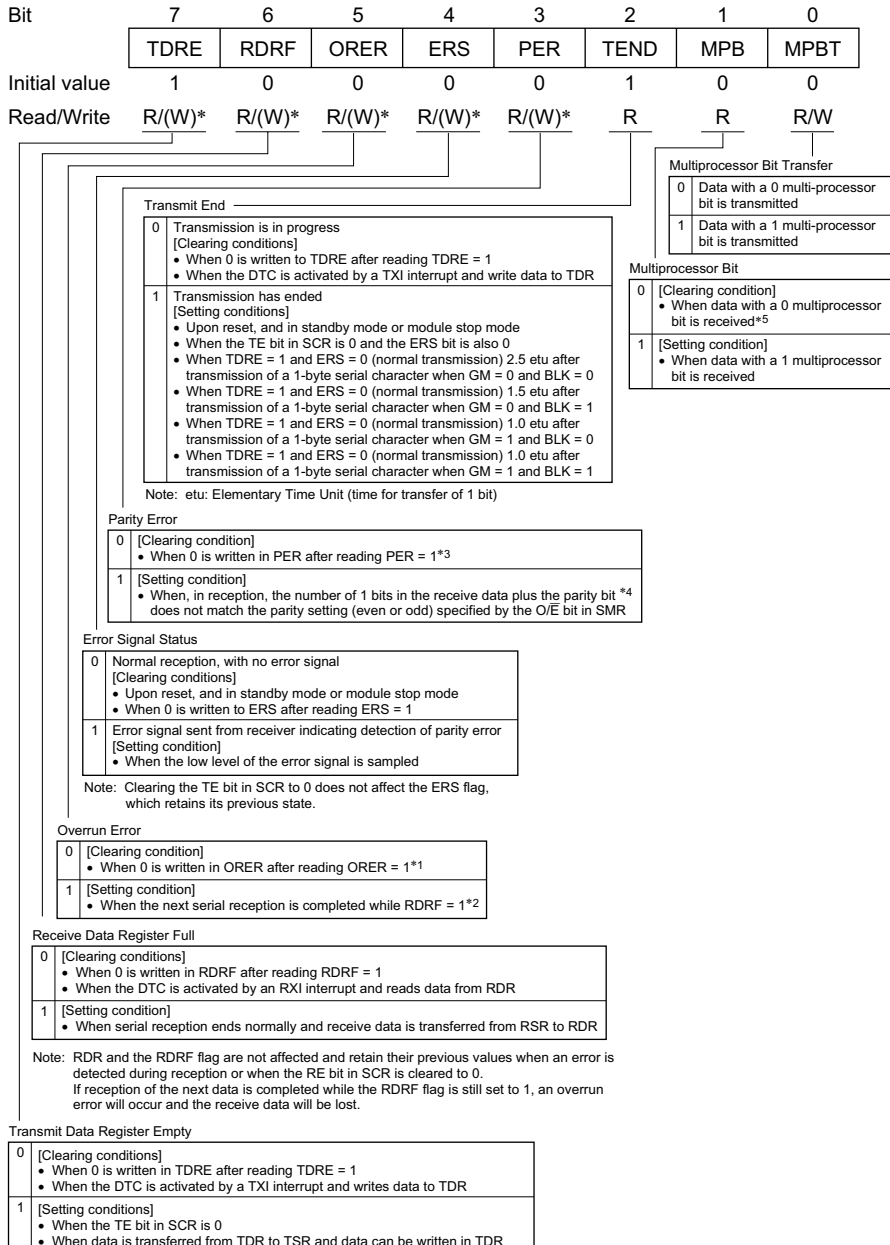 Bit 7 6 5 4 3 2 1 0
TDRE RDRF ORER ERS PER TEND MPB MPBT
Initial value 1 0 0 0 0 1 0 0
Read/Write R/(W)* R/(W)* R/(W)* R/(W)* R/(W)* R R R/W
Multiprocessor Bit Transfer
0 Data with a 0 multi-processor
bit is transmitted
1 Data with a 1 multi-processor
bit is transmitted
Transmit End
0 Transmission is in progress
[Clearing conditions]
• When 0 is written to TDRE after reading TDRE = 1
• When the DTC is activated by a TXI interrupt and write data to TDR
1 Transmission has ended
[Setting conditions]
• Upon reset, and in standby mode or module stop mode
• When the TE bit in SCR is 0 and the ERS bit is also 0
• When TDRE = 1 and ERS = 0 (normal transmission) 2.5 etu after
transmission of a 1-byte serial character when GM = 0 and BLK = 0
• When TDRE = 1 and ERS = 0 (normal transmission) 1.5 etu after
transmission of a 1-byte serial character when GM = 0 and BLK = 1
• When TDRE = 1 and ERS = 0 (normal transmission) 1.0 etu after
transmission of a 1-byte serial character when GM = 1 and BLK = 0
• When TDRE = 1 and ERS = 0 (normal transmission) 1.0 etu after
transmission of a 1-byte serial character when GM = 1 and BLK = 1
Note: etu: Elementary Time Unit (time for transfer of 1 bit)
Multiprocessor Bit
0 [Clearing condition]
• When data with a 0 multiprocessor
bit is received*5
1 [Setting condition]
• When data with a 1 multiprocessor
bit is received
Parity Error
0 [Clearing condition]
• When 0 is written in PER after reading PER = 1*3
1 [Setting condition]
• When, in reception, the number of 1 bits in the receive data plus the parity bit *4
does not match the parity setting (even or odd) specified by the O/E̅ bit in SMR
Error Signal Status
0 Normal reception, with no error signal
[Clearing conditions]
• Upon reset, and in standby mode or module stop mode
• When 0 is written to ERS after reading ERS = 1
1 Error signal sent from receiver indicating detection of parity error
[Setting condition]
• When the low level of the error signal is sampled
Note: Clearing the TE bit in SCR to 0 does not affect the ERS flag,
which retains its previous state.
Overrun Error
0 [Clearing condition]
• When 0 is written in ORER after reading ORER = 1*1
1 [Setting condition]
• When the next serial reception is completed while RDRF = 1*2
Receive Data Register Full
0 [Clearing conditions]
• When 0 is written in RDRF after reading RDRF = 1
• When the DTC is activated by an RXI interrupt and reads data from RDR
1 [Setting condition]
• When serial reception ends normally and receive data is transferred from RSR to RDR
Note: RDR and the RDRF flag are not affected and retain their previous values when an error is
detected during reception or when the RE bit in SCR is cleared to 0.
If reception of the next data is completed while the RDRF flag is still set to 1, an overrun
error will occur and the receive data will be lost.
Transmit Data Register Empty
0 [Clearing conditions]
• When 0 is written in TDRE after reading TDRE = 1
• When the DTC is activated by a TXI interrupt and writes data to TDR
1 [Setting conditions]
• When the TE bit in SCR is 0
• When data is transferred from TDR to TSR and data can be written in TDR